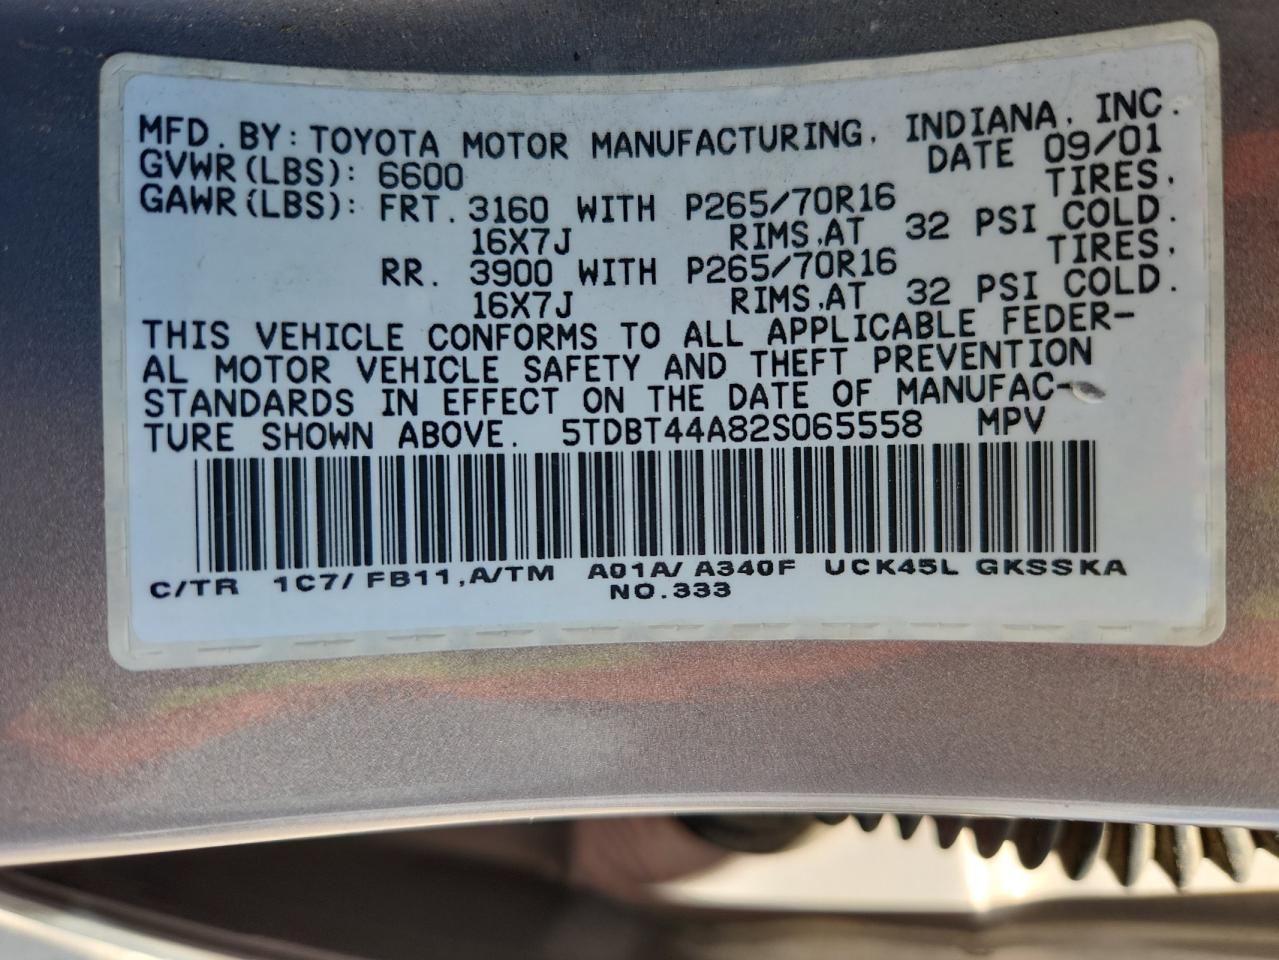 MFD. BY: TOYOTA MOTOR MANUFACTURING, INDIANA, INC.
GVWR(LBS): 6600 DATE 09/01
GAWR(LBS): FRT. 3160 WITH P265/70R16 TIRES.
16X7J RIMS,AT 32 PSI COLD.
RR. 3900 WITH P265/70R16 TIRES.
16X7J RIMS,AT 32 PSI COLD.
THIS VEHICLE CONFORMS TO ALL APPLICABLE FEDER-
AL MOTOR VEHICLE SAFETY AND THEFT PREVENTION
STANDARDS IN EFFECT ON THE DATE OF MANUFAC-
TURE SHOWN ABOVE. 5TDBT44A82S065558 MPV
C/TR 1C7/FB11,A/TM A01A/A340F UCK45L GKSSKA
NO.333